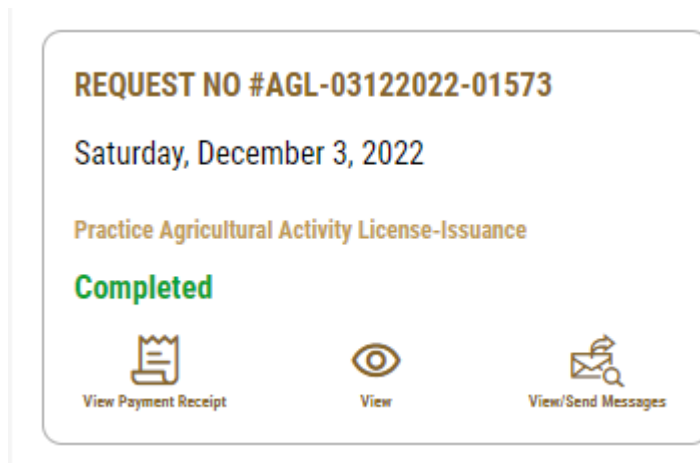 REQUEST NO #AGL-03122022-01573
Saturday, December 3, 2022
Practice Agricultural Activity License-Issuance
Completed
View Payment Receipt
View
View/Send Messages